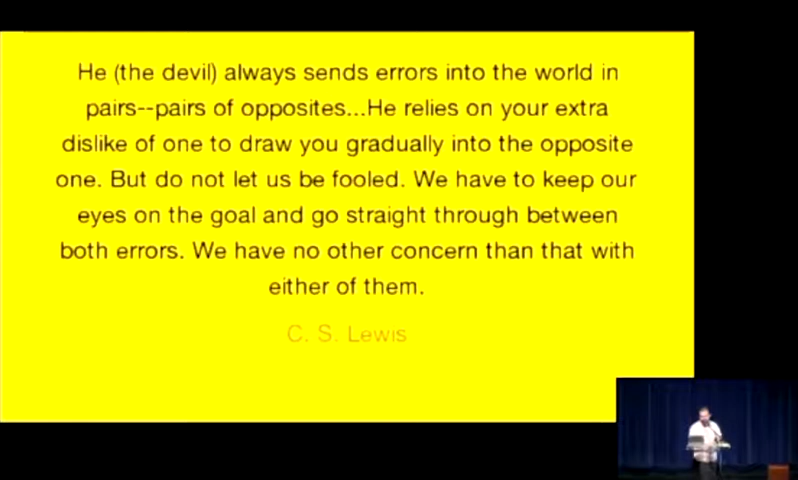 He (the devil) always sends errors into the world in
pairs--pairs of opposites...He relies on your extra
dislike of one to draw you gradually into the opposite
one. But do not let us be fooled. We have to keep our
eyes on the goal and go straight through between
both errors. We have no other concern than that with
either of them.
C. S. Lewis